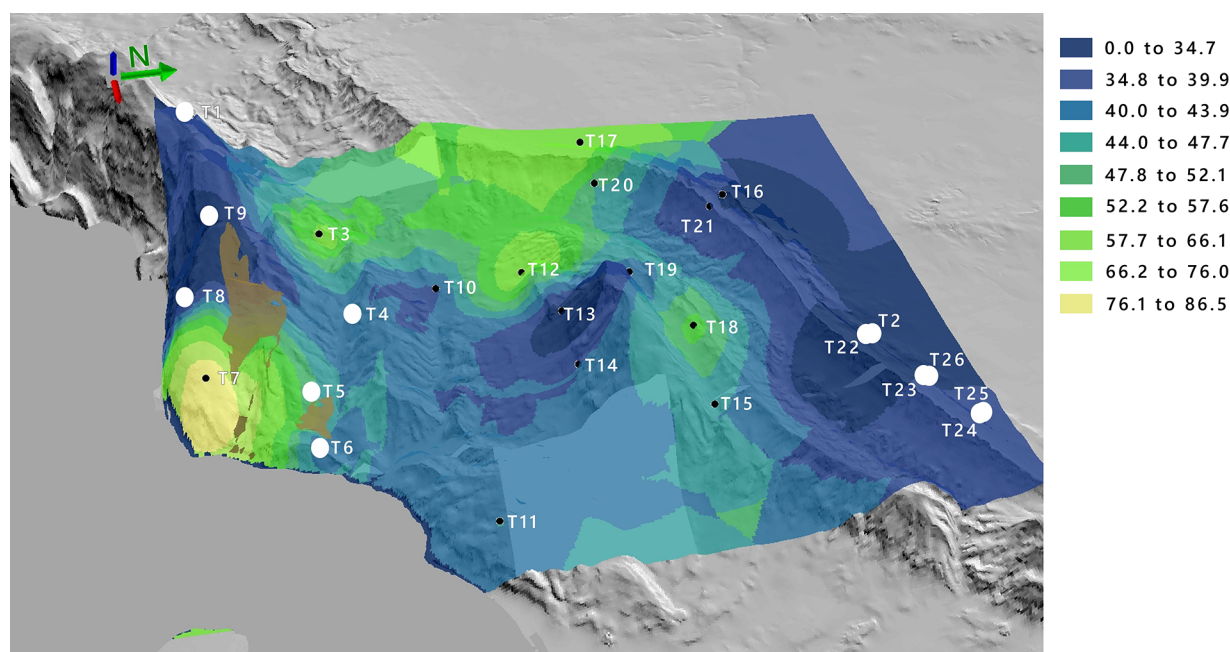 N
T1
T17
T20
T16
T9
T21
T3
T12
T19
T10
T8
T4
T13
T18
T2
T22
T14
T26
T7
T23
T5
T25
T15
T24
T6
T11
0.0 to 34.7
34.8 to 39.9
40.0 to 43.9
44.0 to 47.7
47.8 to 52.1
52.2 to 57.6
57.7 to 66.1
66.2 to 76.0
76.1 to 86.5